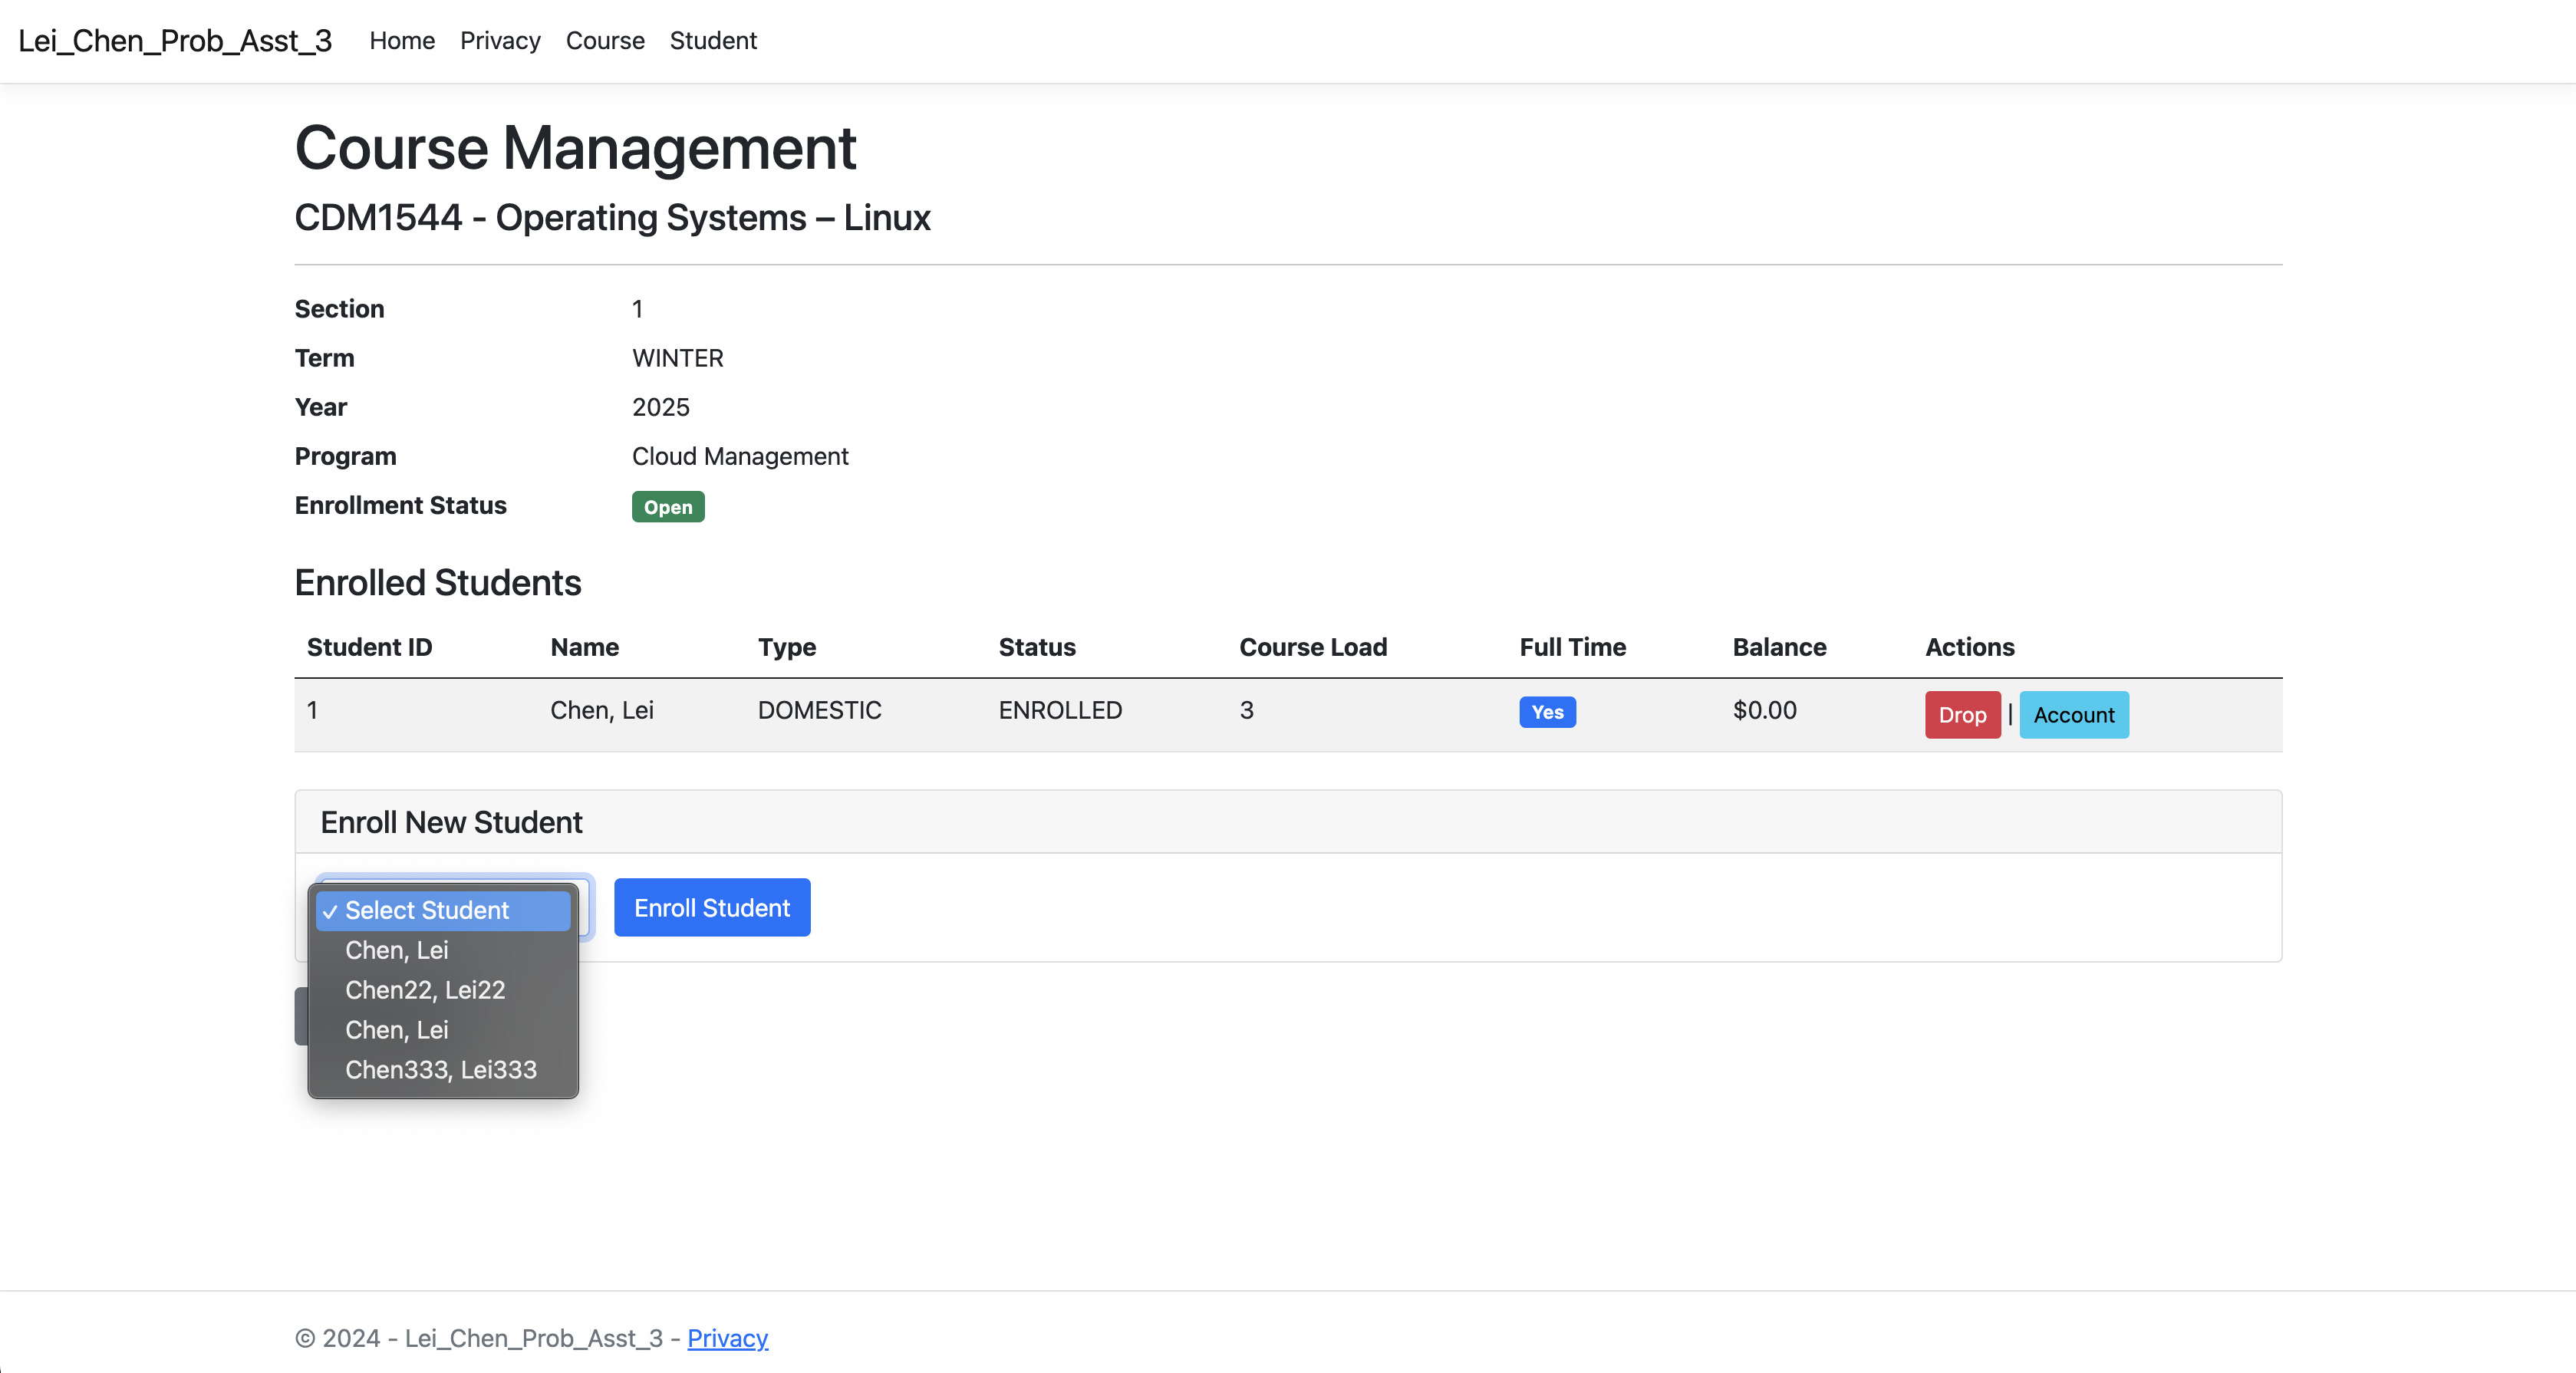 Lei_Chen_Prob_Asst_3 Home Privacy Course Student
Course Management
CDM1544 - Operating Systems – Linux
Section 1
Term WINTER
Year 2025
Program Cloud Management
Enrollment Status Open
Enrolled Students
Student ID Name Type Status Course Load Full Time Balance Actions
1 Chen, Lei DOMESTIC ENROLLED 3 Yes $0.00 Drop | Account
Enroll New Student
✓ Select Student Enroll Student
Chen, Lei
Chen22, Lei22
Chen, Lei
Chen333, Lei333
© 2024 - Lei_Chen_Prob_Asst_3 - Privacy